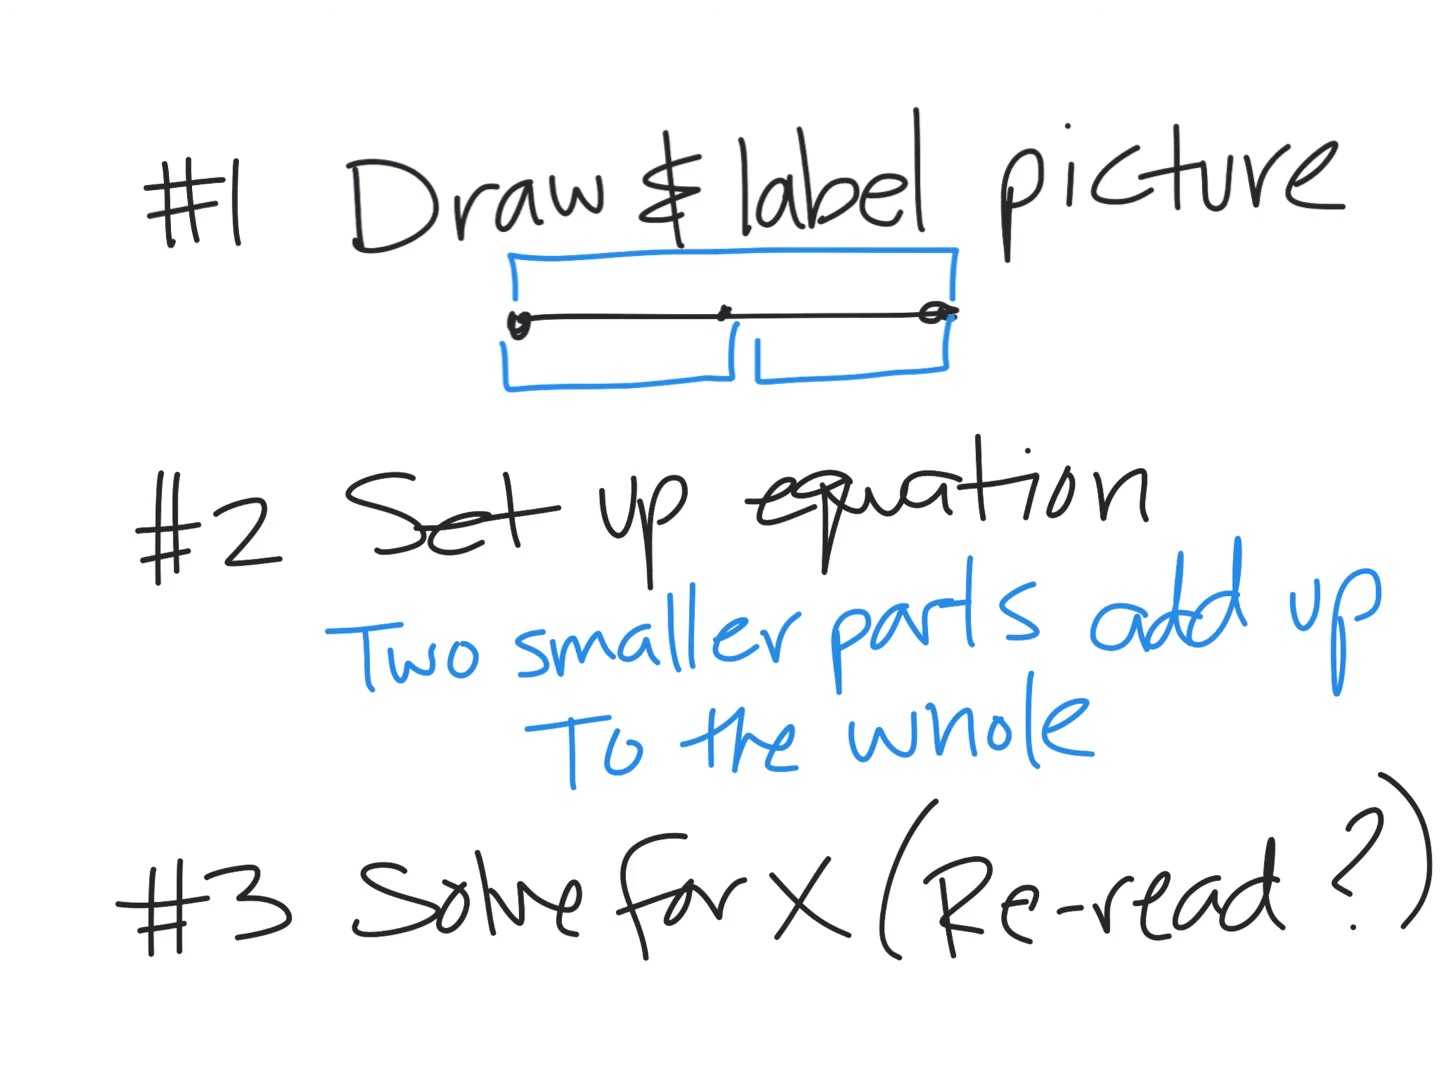 #1 Draw & label picture
#2 Set up equation
Two smaller parts add up
To the whole
#3 Solve for x (Re-read?)